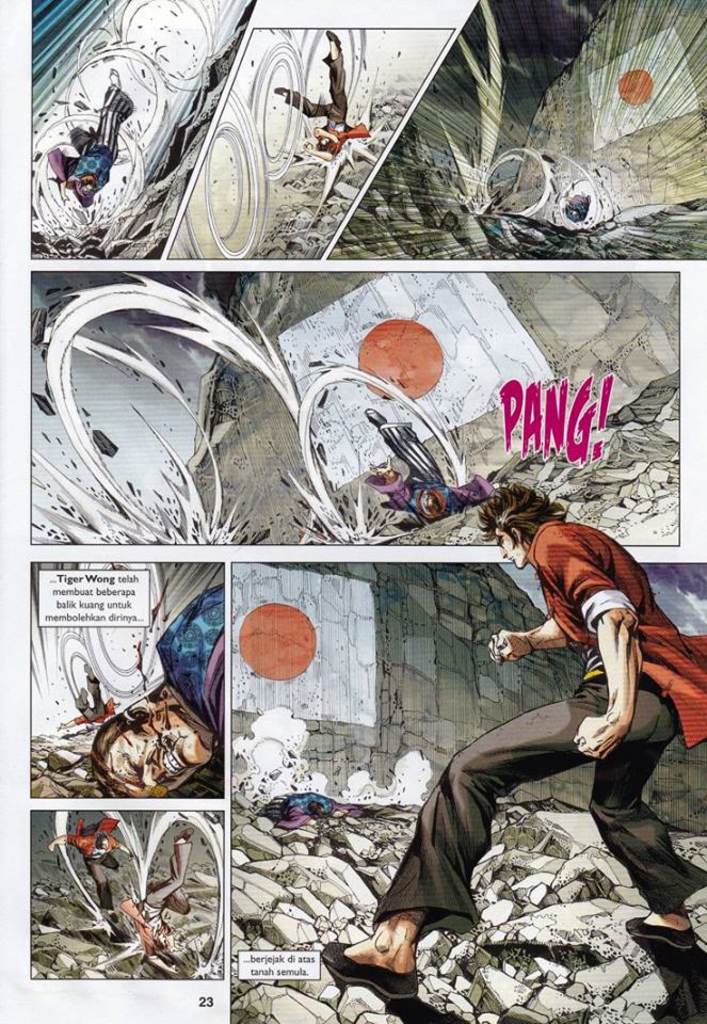 PANG!
...Tiger Wong telah
membuat beberapa
balik kuang untuk
membolehkan dirinya...
...berjejak di atas
tanah semula.
23